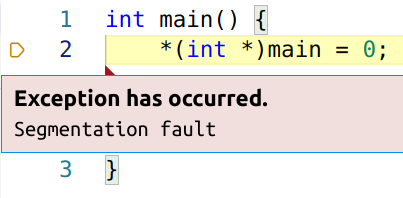 1 int main() {
2 *(int *)main = 0;
Exception has occurred.
Segmentation fault
3 }